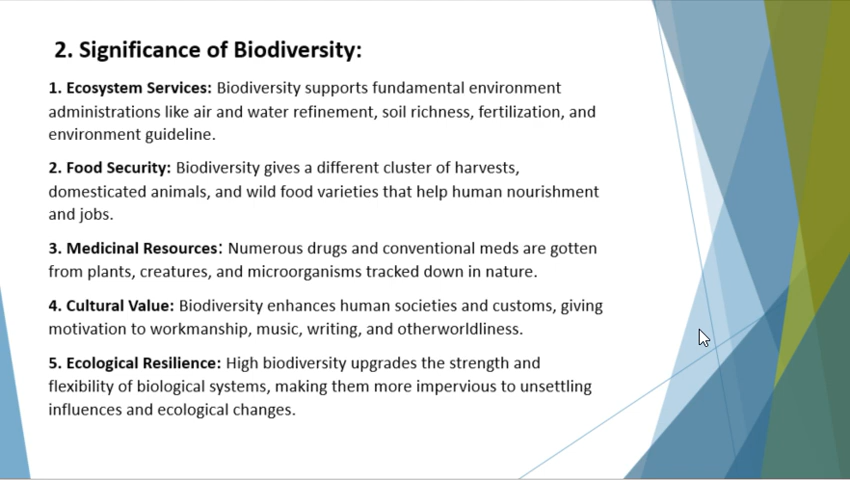 2. Significance of Biodiversity:
1. Ecosystem Services: Biodiversity supports fundamental environment
administrations like air and water refinement, soil richness, fertilization, and
environment guideline.
2. Food Security: Biodiversity gives a different cluster of harvests,
domesticated animals, and wild food varieties that help human nourishment
and jobs.
3. Medicinal Resources: Numerous drugs and conventional meds are gotten
from plants, creatures, and microorganisms tracked down in nature.
4. Cultural Value: Biodiversity enhances human societies and customs, giving
motivation to workmanship, music, writing, and otherworldliness.
5. Ecological Resilience: High biodiversity upgrades the strength and
flexibility of biological systems, making them more impervious to unsettling
influences and ecological changes.